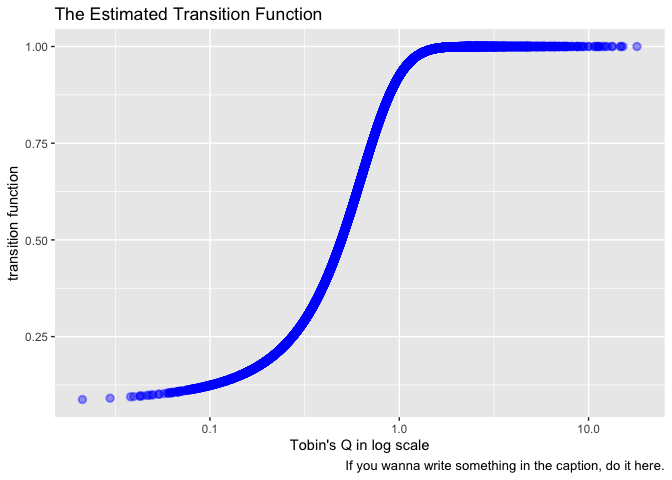 The Estimated Transition Function
1.00
0.75
0.50
0.25
transition function
0.1
1.0
10.0
Tobin's Q in log scale
If you wanna write something in the caption, do it here.